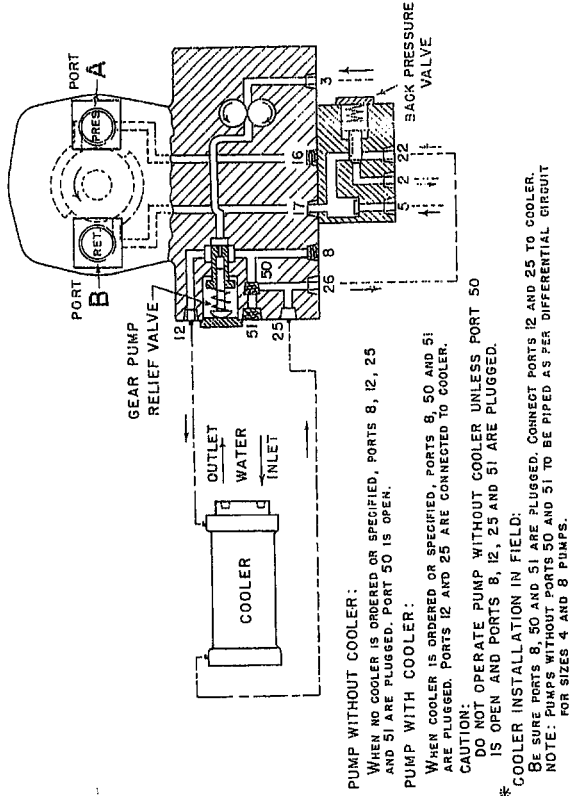 PORT
A
PRES
PORT
B
RET.
GEAR PUMP
RELIEF VALVE
12
51
50
25
26
8
17
16
3
5
2
22
BACK PRESSURE
VALVE
OUTLET
WATER
INLET
COOLER
PUMP WITHOUT COOLER:
WHEN NO COOLER IS ORDERED OR SPECIFIED, PORTS 8, 12, 25
AND 51 ARE PLUGGED. PORT 50 IS OPEN.
PUMP WITH COOLER:
WHEN COOLER IS ORDERED OR SPECIFIED, PORTS 8, 50 AND 51
ARE PLUGGED. PORTS 12 AND 25 ARE CONNECTED TO COOLER.
CAUTION:
DO NOT OPERATE PUMP WITHOUT COOLER UNLESS PORT 50
IS OPEN AND PORTS 8, 12, 25 AND 51 ARE PLUGGED.
* COOLER INSTALLATION IN FIELD:
BE SURE PORTS 8, 50 AND 51 ARE PLUGGED. CONNECT PORTS 12 AND 25 TO COOLER.
NOTE: PUMPS WITHOUT PORTS 50 AND 51 TO BE PIPED AS PER DIFFERENTIAL CIRCUIT
FOR SIZES 4 AND 8 PUMPS.